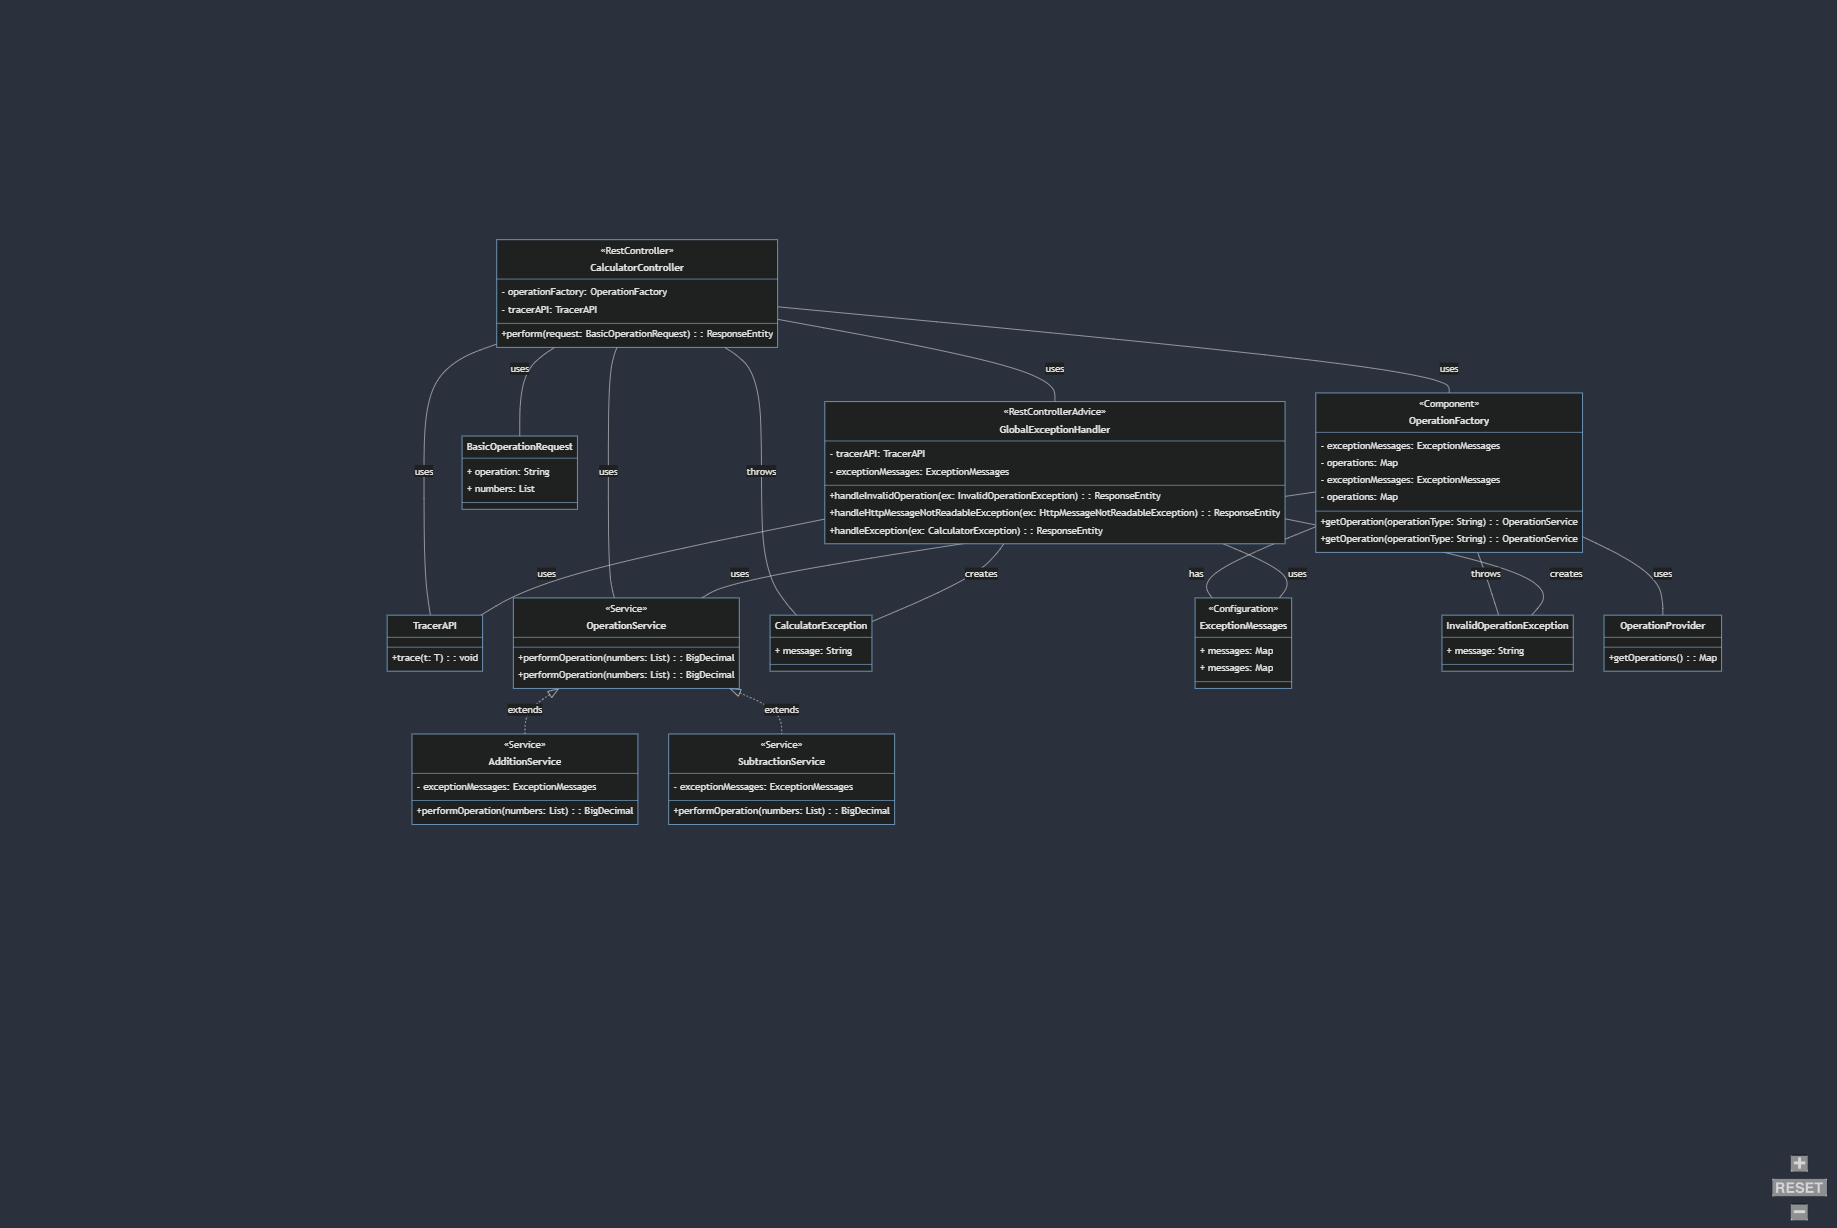 «RestController»
CalculatorController
- operationFactory: OperationFactory
- tracerAPI: TracerAPI
+perform(request: BasicOperationRequest) : : ResponseEntity
uses
uses
uses
BasicOperationRequest
+ operation: String
+ numbers: List
«RestControllerAdvice»
GlobalExceptionHandler
- tracerAPI: TracerAPI
- exceptionMessages: ExceptionMessages
+handleInvalidOperation(ex: InvalidOperationException) : : ResponseEntity
+handleHttpMessageNotReadableException(ex: HttpMessageNotReadableException) : : ResponseEntity
+handleException(ex: CalculatorException) : : ResponseEntity
«Component»
OperationFactory
- exceptionMessages: ExceptionMessages
- operations: Map
- exceptionMessages: ExceptionMessages
- operations: Map
+getOperation(operationType: String) : : OperationService
+getOperation(operationType: String) : : OperationService
uses
uses
throws
uses
uses
creates
has
uses
throws
creates
uses
TracerAPI
+trace(t: T) : : void
«Service»
OperationService
+performOperation(numbers: List) : : BigDecimal
+performOperation(numbers: List) : : BigDecimal
CalculatorException
+ message: String
«Configuration»
ExceptionMessages
+ messages: Map
+ messages: Map
InvalidOperationException
+ message: String
OperationProvider
+getOperations() : : Map
extends
extends
«Service»
AdditionService
- exceptionMessages: ExceptionMessages
+performOperation(numbers: List) : : BigDecimal
«Service»
SubtractionService
- exceptionMessages: ExceptionMessages
+performOperation(numbers: List) : : BigDecimal
+
RESET
−